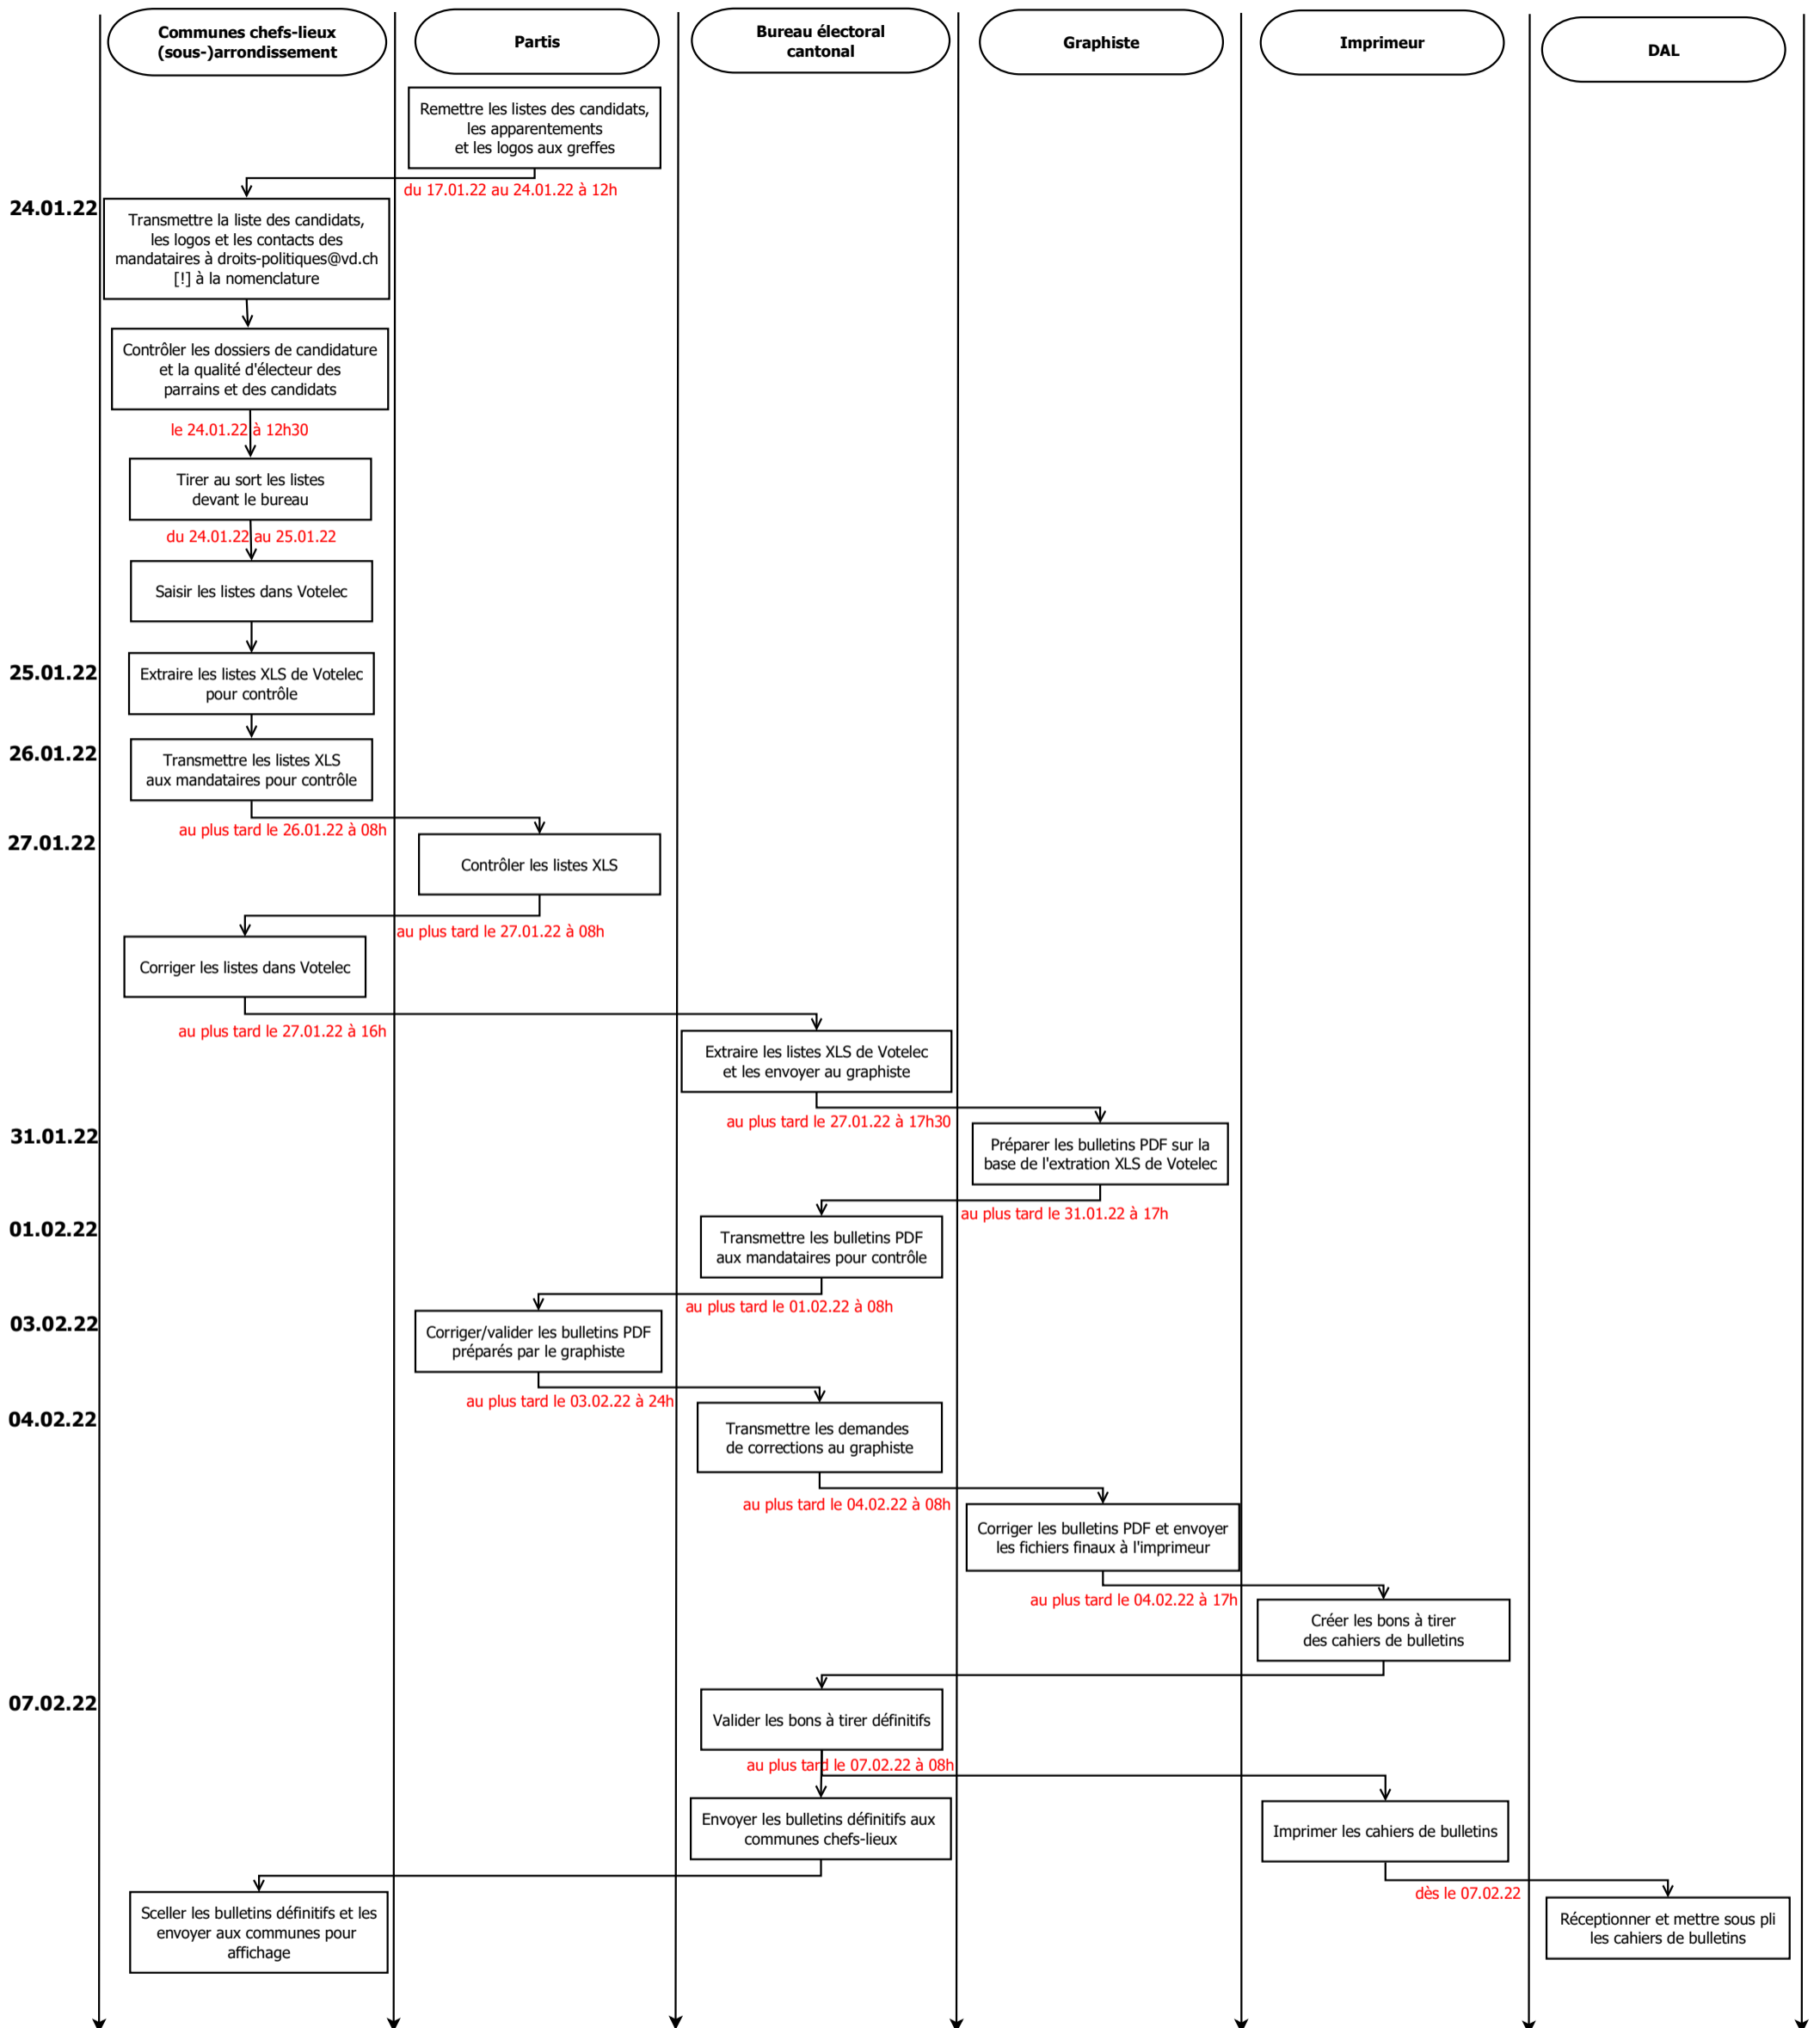 Communes chefs-lieux
(sous-)arrondissement
Partis
Bureau électoral
cantonal
Graphiste
Imprimeur
DAL
Remettre les listes des candidats,
les apparentements
et les logos aux greffes
du 17.01.22 au 24.01.22 à 12h
24.01.22
Transmettre la liste des candidats,
les logos et les contacts des
mandataires à droits-politiques@vd.ch
[!] à la nomenclature
Contrôler les dossiers de candidature
et la qualité d'électeur des
parrains et des candidats
le 24.01.22 à 12h30
Tirer au sort les listes
devant le bureau
du 24.01.22 au 25.01.22
Saisir les listes dans Votelec
25.01.22
Extraire les listes XLS de Votelec
pour contrôle
26.01.22
Transmettre les listes XLS
aux mandataires pour contrôle
au plus tard le 26.01.22 à 08h
27.01.22
Contrôler les listes XLS
au plus tard le 27.01.22 à 08h
Corriger les listes dans Votelec
au plus tard le 27.01.22 à 16h
Extraire les listes XLS de Votelec
et les envoyer au graphiste
au plus tard le 27.01.22 à 17h30
31.01.22
Préparer les bulletins PDF sur la
base de l'extration XLS de Votelec
au plus tard le 31.01.22 à 17h
01.02.22
Transmettre les bulletins PDF
aux mandataires pour contrôle
au plus tard le 01.02.22 à 08h
03.02.22
Corriger/valider les bulletins PDF
préparés par le graphiste
au plus tard le 03.02.22 à 24h
04.02.22
Transmettre les demandes
de corrections au graphiste
au plus tard le 04.02.22 à 08h
Corriger les bulletins PDF et envoyer
les fichiers finaux à l'imprimeur
au plus tard le 04.02.22 à 17h
Créer les bons à tirer
des cahiers de bulletins
07.02.22
Valider les bons à tirer définitifs
au plus tard le 07.02.22 à 08h
Envoyer les bulletins définitifs aux
communes chefs-lieux
Imprimer les cahiers de bulletins
dès le 07.02.22
Sceller les bulletins définitifs et les
envoyer aux communes pour
affichage
Réceptionner et mettre sous pli
les cahiers de bulletins